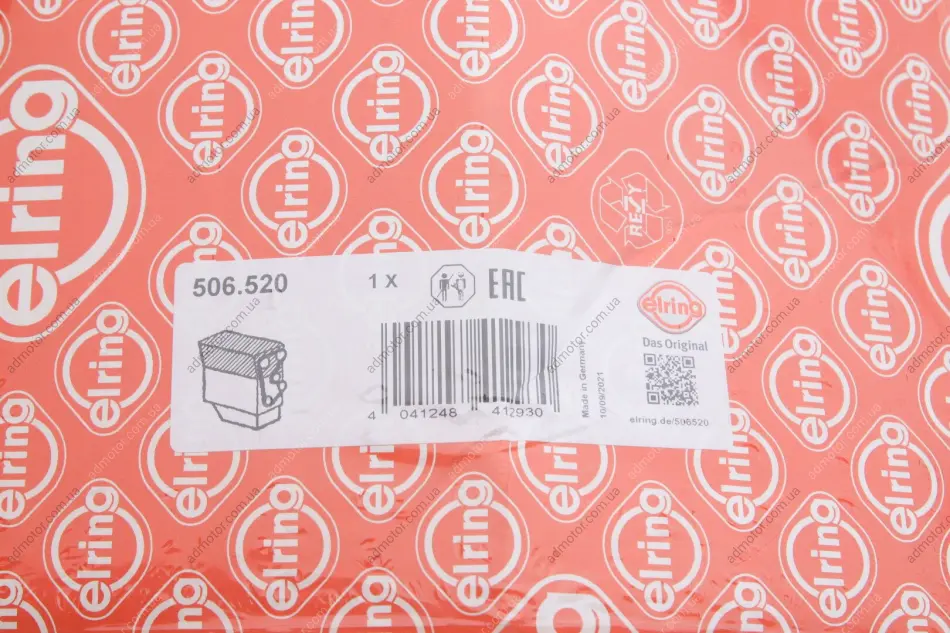 506.520
1 X
EAC
elring
Das Original
4 041248 412930
Made in Germany
10/09/2021
elring.de/506520
REZY
elring
admotor.com.ua